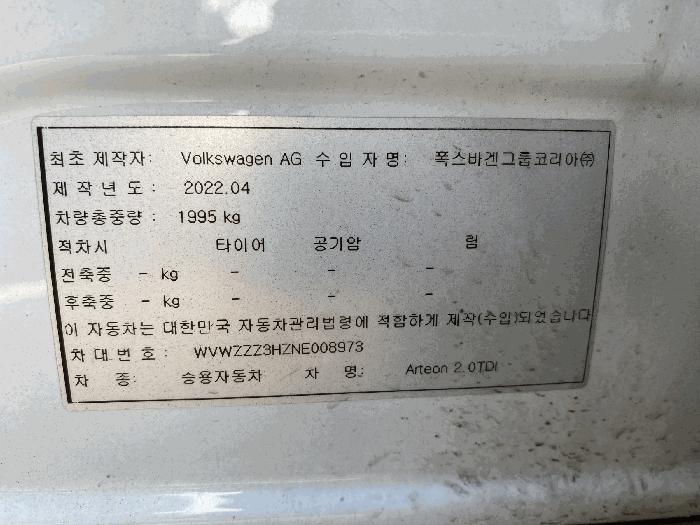 최초 제작자: Volkswagen AG 수 입 자 명: 폭스바겐그룹코리아㈜
제 작 년 도 : 2022.04
차량총중량 : 1995 kg
적차시 타이어 공기압 림
전축중 - kg - - -
후축중 - kg - - -
이 자동차는 대한민국 자동차관리법령에 적합하게 제작(수입)되었습니다
차 대 번 호 : WVWZZZ3HZNE008973
차 종: 승용자동차 차 명: Arteon 2.0TDI